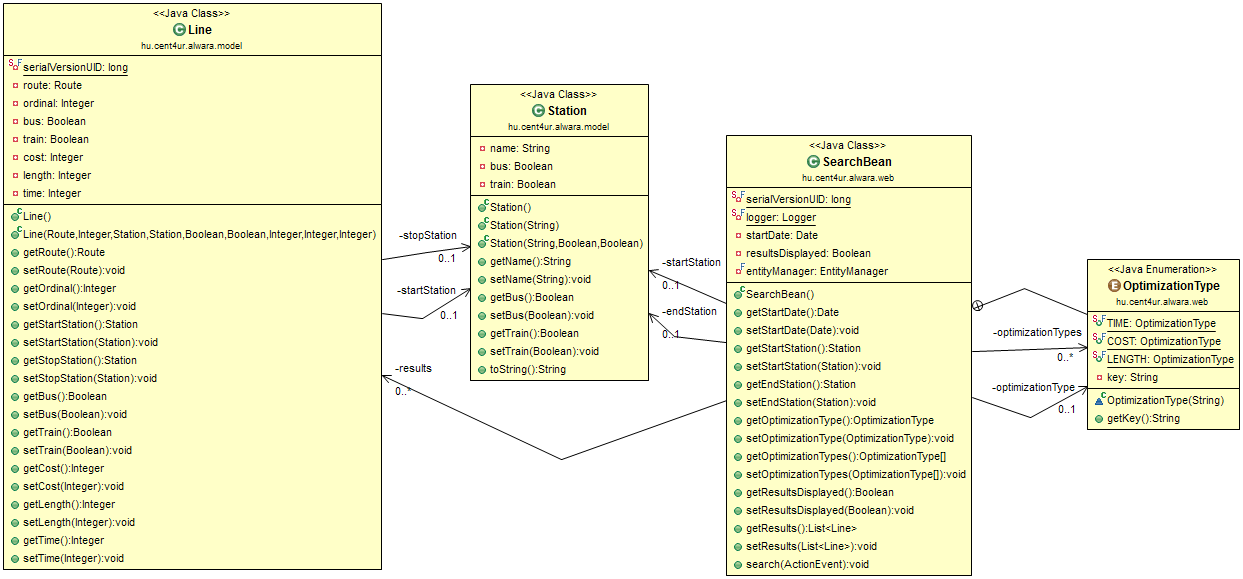 <<Java Class>>
Line
hu.cent4ur.alwara.model
serialVersionUID: long
route: Route
ordinal: Integer
bus: Boolean
train: Boolean
cost: Integer
length: Integer
time: Integer
Line()
Line(Route,Integer,Station,Station,Boolean,Boolean,Integer,Integer,Integer)
getRoute():Route
setRoute(Route):void
getOrdinal():Integer
setOrdinal(Integer):void
getStartStation():Station
setStartStation(Station):void
getStopStation():Station
setStopStation(Station):void
getBus():Boolean
setBus(Boolean):void
getTrain():Boolean
setTrain(Boolean):void
getCost():Integer
setCost(Integer):void
getLength():Integer
setLength(Integer):void
getTime():Integer
setTime(Integer):void
-stopStation
0..1
-startStation
0..1
-results
0..*
<<Java Class>>
Station
hu.cent4ur.alwara.model
name: String
bus: Boolean
train: Boolean
Station()
Station(String)
Station(String,Boolean,Boolean)
getName():String
setName(String):void
getBus():Boolean
setBus(Boolean):void
getTrain():Boolean
setTrain(Boolean):void
toString():String
-startStation
0..1
-endStation
0..1
<<Java Class>>
SearchBean
hu.cent4ur.alwara.web
serialVersionUID: long
logger: Logger
startDate: Date
resultsDisplayed: Boolean
entityManager: EntityManager
SearchBean()
getStartDate():Date
setStartDate(Date):void
getStartStation():Station
setStartStation(Station):void
getEndStation():Station
setEndStation(Station):void
getOptimizationType():OptimizationType
setOptimizationType(OptimizationType):void
getOptimizationTypes():OptimizationType[]
setOptimizationTypes(OptimizationType[]):void
getResultsDisplayed():Boolean
setResultsDisplayed(Boolean):void
getResults():List<Line>
setResults(List<Line>):void
search(ActionEvent):void
-optimizationTypes
0..*
-optimizationType
0..1
<<Java Enumeration>>
OptimizationType
hu.cent4ur.alwara.web
TIME: OptimizationType
COST: OptimizationType
LENGTH: OptimizationType
key: String
OptimizationType(String)
getKey():String